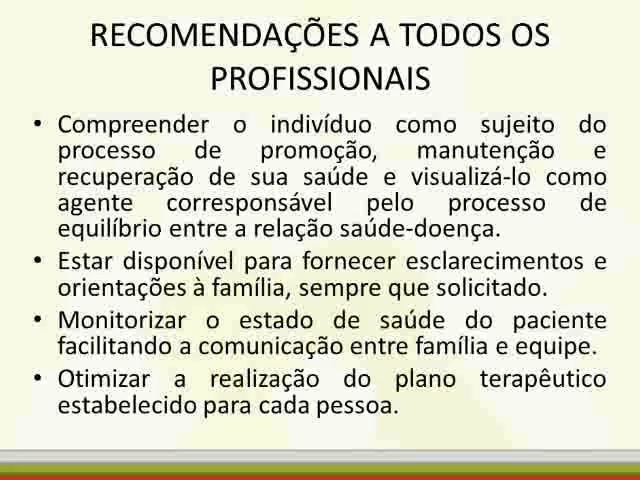 RECOMENDAÇÕES A TODOS OS
PROFISSIONAIS
• Compreender o indivíduo como sujeito do
processo de promoção, manutenção e
recuperação de sua saúde e visualizá-lo como
agente corresponsável pelo processo de
equilíbrio entre a relação saúde-doença.
• Estar disponível para fornecer esclarecimentos e
orientações à família, sempre que solicitado.
• Monitorizar o estado de saúde do paciente
facilitando a comunicação entre família e equipe.
• Otimizar a realização do plano terapêutico
estabelecido para cada pessoa.